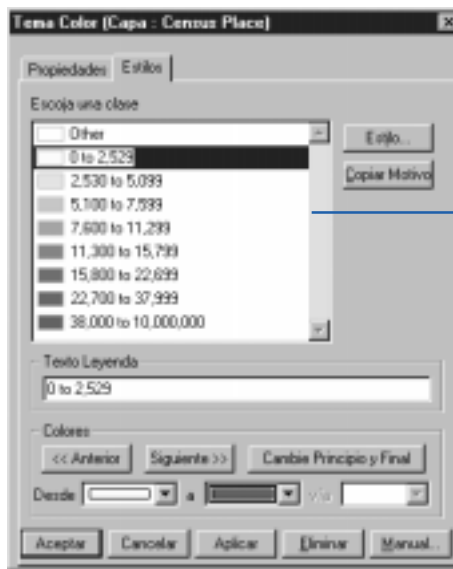 Tema Color (Capa : Census Place)
Propiedades Estilos
Escoja una clase
Other
0 to 2,529
2,530 to 5,099
5,100 to 7,599
7,600 to 11,299
11,300 to 15,799
15,800 to 22,699
22,700 to 37,999
38,000 to 10,000,000
Estilo...
Copiar Motivo
Texto Leyenda
0 to 2,529
Colores
<< Anterior Siguiente >> Cambie Principio y Final
Desde a vía
Aceptar Cancelar Aplicar Eliminar Manual...